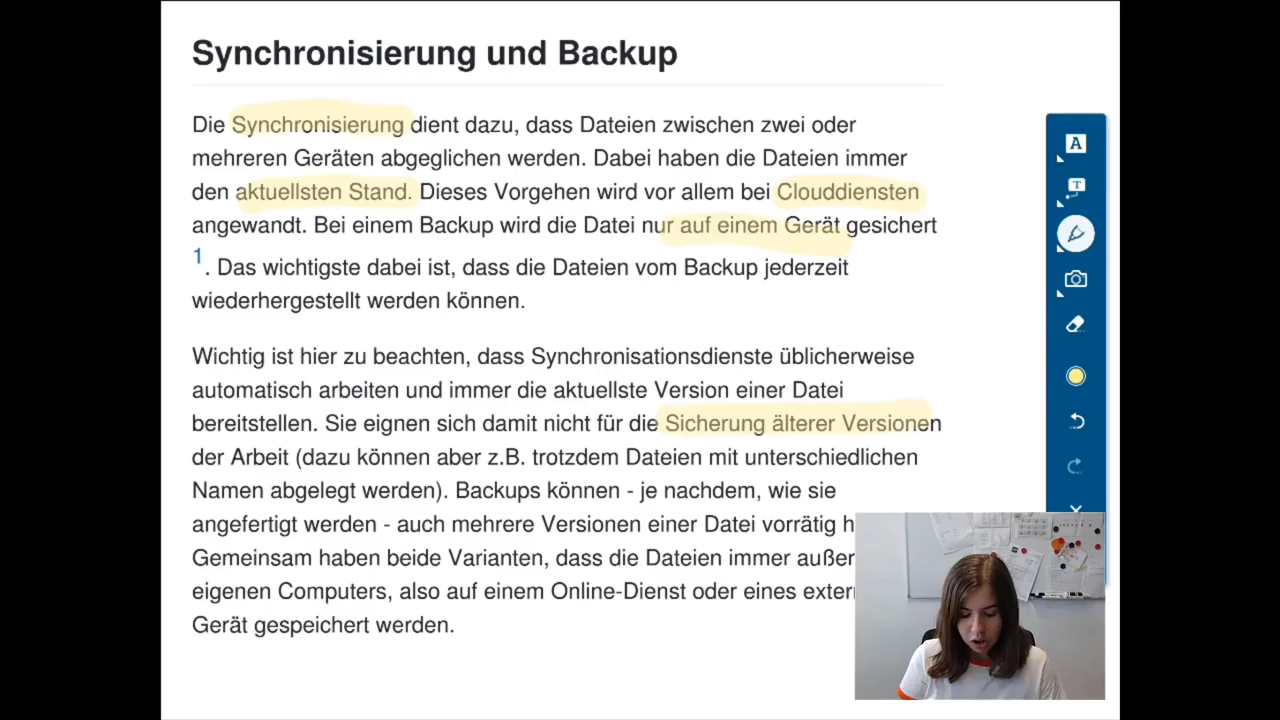 Synchronisierung und Backup
Die Synchronisierung dient dazu, dass Dateien zwischen zwei oder
mehreren Geräten abgeglichen werden. Dabei haben die Dateien immer
den aktuellsten Stand. Dieses Vorgehen wird vor allem bei Clouddiensten
angewandt. Bei einem Backup wird die Datei nur auf einem Gerät gesichert
1. Das wichtigste dabei ist, dass die Dateien vom Backup jederzeit
wiederhergestellt werden können.
Wichtig ist hier zu beachten, dass Synchronisationsdienste üblicherweise
automatisch arbeiten und immer die aktuellste Version einer Datei
bereitstellen. Sie eignen sich damit nicht für die Sicherung älterer Versionen
der Arbeit (dazu können aber z.B. trotzdem Dateien mit unterschiedlichen
Namen abgelegt werden). Backups können - je nachdem, wie sie
angefertigt werden - auch mehrere Versionen einer Datei vorrätig
Gemeinsam haben beide Varianten, dass die Dateien immer
eigenen Computers, also auf einem Online-Dienst oder eines
Gerät gespeichert werden.
A
T